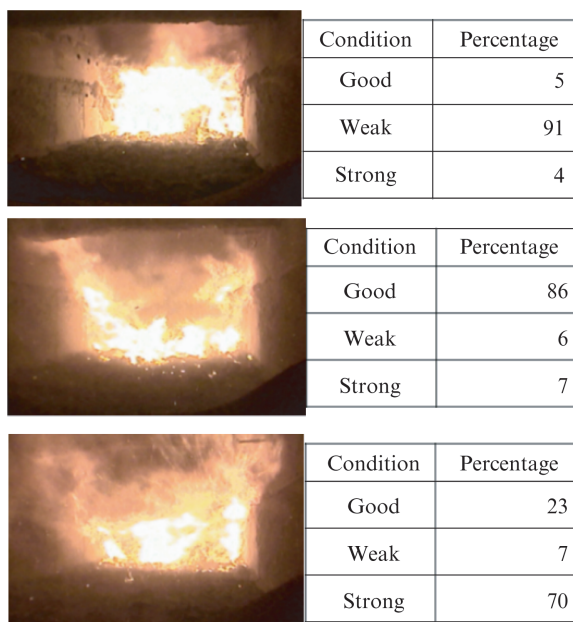 Condition Percentage
Good 5
Weak 91
Strong 4
Condition Percentage
Good 86
Weak 6
Strong 7
Condition Percentage
Good 23
Weak 7
Strong 70